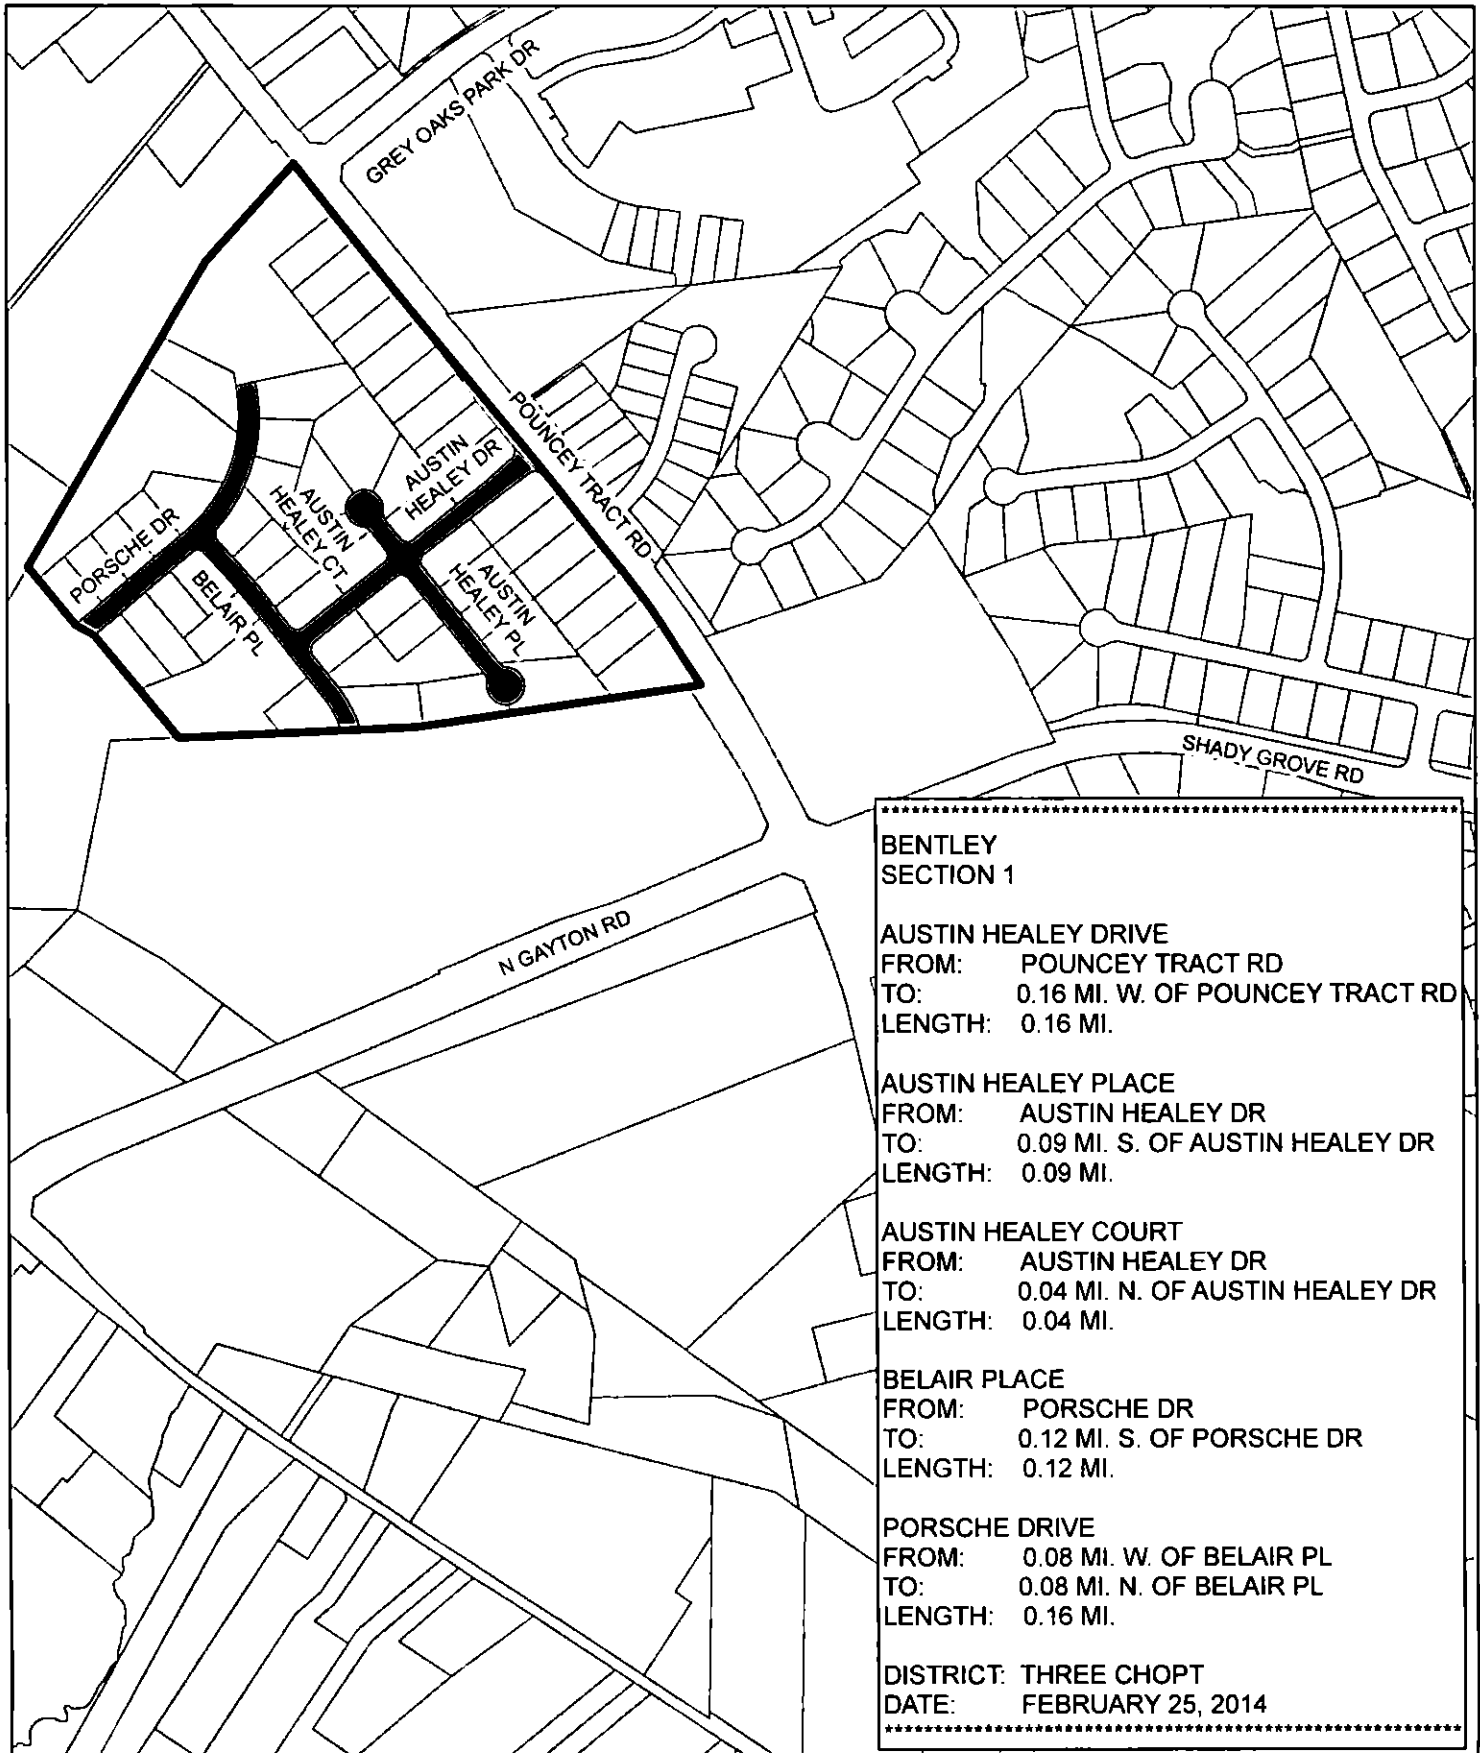 GREY OAKS PARK DR
POUNCEY TRACT RD
AUSTIN
HEALEY DR
AUSTIN
HEALEY CT
PORSCHE DR
BELAIR PL
AUSTIN
HEALEY PL
SHADY GROVE RD
N GAYTON RD
BENTLEY
SECTION 1
AUSTIN HEALEY DRIVE
FROM: POUNCEY TRACT RD
TO: 0.16 MI. W. OF POUNCEY TRACT RD
LENGTH: 0.16 MI.
AUSTIN HEALEY PLACE
FROM: AUSTIN HEALEY DR
TO: 0.09 MI. S. OF AUSTIN HEALEY DR
LENGTH: 0.09 MI.
AUSTIN HEALEY COURT
FROM: AUSTIN HEALEY DR
TO: 0.04 MI. N. OF AUSTIN HEALEY DR
LENGTH: 0.04 MI.
BELAIR PLACE
FROM: PORSCHE DR
TO: 0.12 MI. S. OF PORSCHE DR
LENGTH: 0.12 MI.
PORSCHE DRIVE
FROM: 0.08 MI. W. OF BELAIR PL
TO: 0.08 MI. N. OF BELAIR PL
LENGTH: 0.16 MI.
DISTRICT: THREE CHOPT
DATE: FEBRUARY 25, 2014